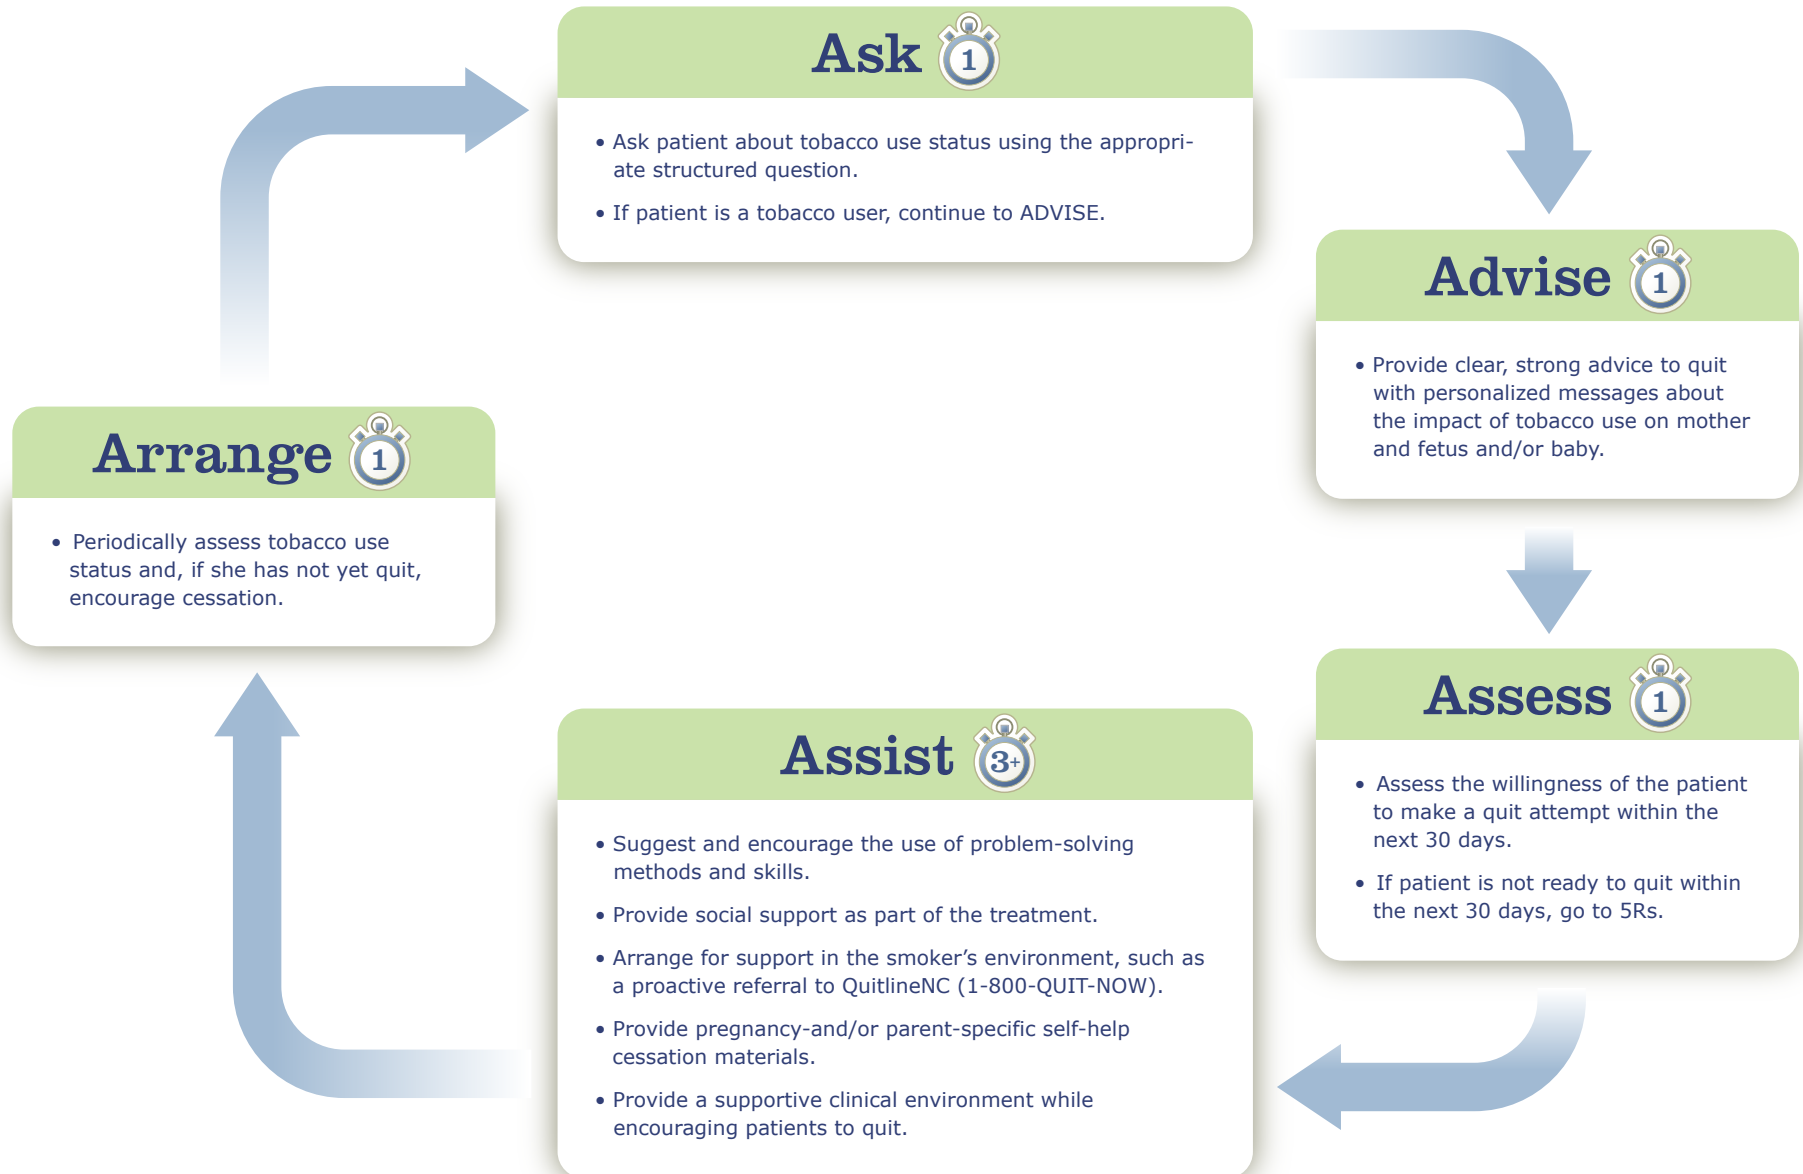 Ask 1
• Ask patient about tobacco use status using the appropri-
ate structured question.
• If patient is a tobacco user, continue to ADVISE.
Advise 1
• Provide clear, strong advice to quit
with personalized messages about
the impact of tobacco use on mother
and fetus and/or baby.
Assess 1
• Assess the willingness of the patient
to make a quit attempt within the
next 30 days.
• If patient is not ready to quit within
the next 30 days, go to 5Rs.
Assist 3+
• Suggest and encourage the use of problem-solving
methods and skills.
• Provide social support as part of the treatment.
• Arrange for support in the smoker’s environment, such as
a proactive referral to QuitlineNC (1-800-QUIT-NOW).
• Provide pregnancy-and/or parent-specific self-help
cessation materials.
• Provide a supportive clinical environment while
encouraging patients to quit.
Arrange 1
• Periodically assess tobacco use
status and, if she has not yet quit,
encourage cessation.